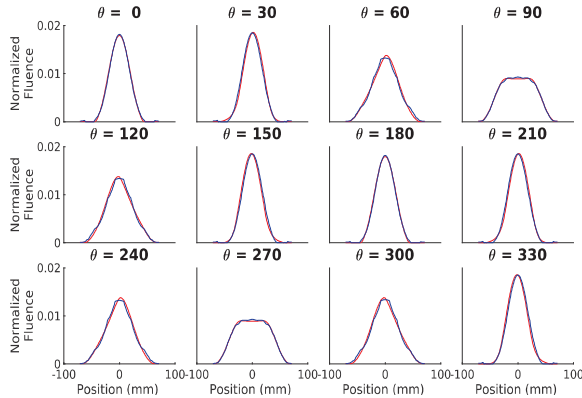 θ = 0 θ = 30 θ = 60 θ = 90
0.02
0.01
0
Normalized
Fluence
θ = 120 θ = 150 θ = 180 θ = 210
0.02
0.01
0
Normalized
Fluence
θ = 240 θ = 270 θ = 300 θ = 330
0.02
0.01
0
Normalized
Fluence
-100 0 100 -100 0 100 -100 0 100 -100 0 100
Position (mm) Position (mm) Position (mm) Position (mm)